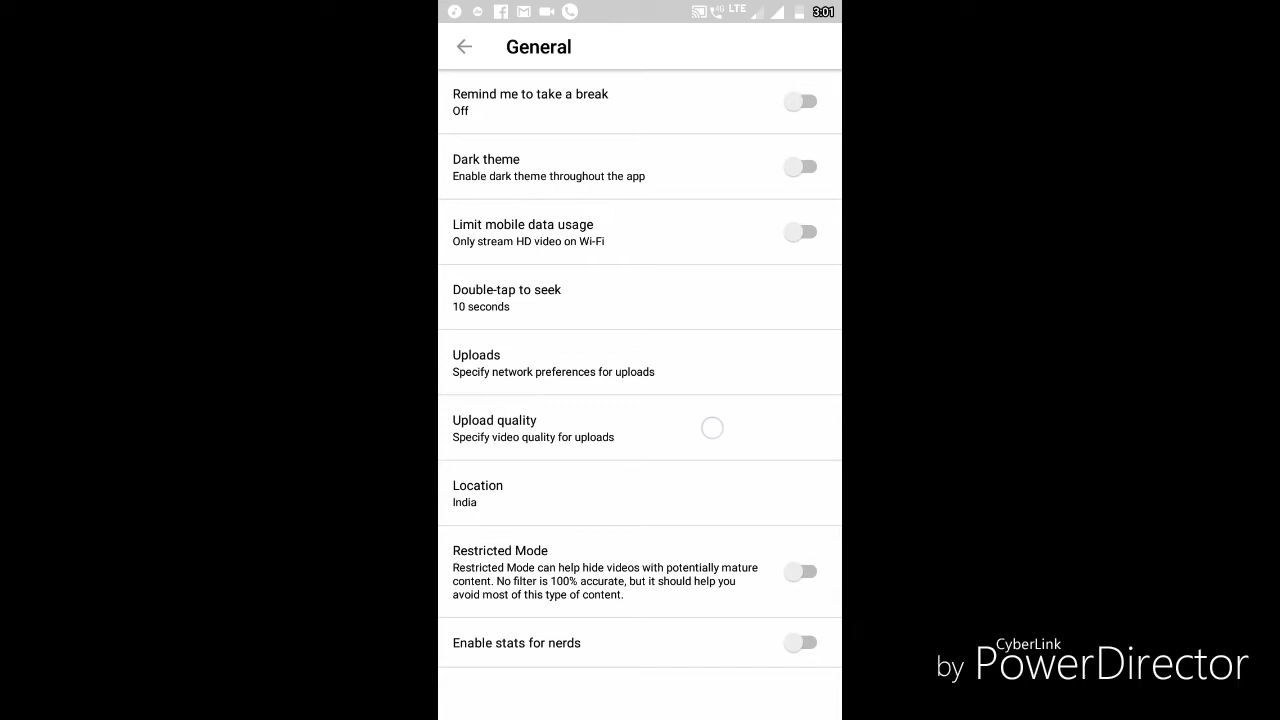 4G LTE 3:01
General
Remind me to take a break
Off
Dark theme
Enable dark theme throughout the app
Limit mobile data usage
Only stream HD video on Wi-Fi
Double-tap to seek
10 seconds
Uploads
Specify network preferences for uploads
Upload quality
Specify video quality for uploads
Location
India
Restricted Mode
Restricted Mode can help hide videos with potentially mature
content. No filter is 100% accurate, but it should help you
avoid most of this type of content.
Enable stats for nerds
CyberLink
by PowerDirector